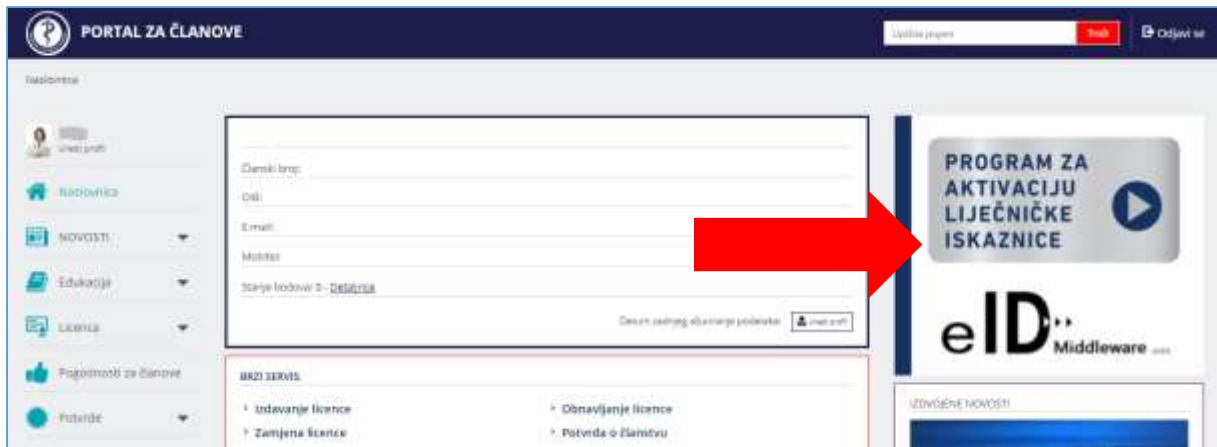 PORTAL ZA ČLANOVE
Upišite pojam
Traži
Odjavi se
Naslovnica
Uredi profil
Naslovnica
NOVOSTI
Edukacija
Licenca
Pogodnosti za članove
Potvrde
Članski broj:
OIB:
E-mail:
Mobitel:
Stanje bodova: 0 - Detaljnije
Datum zadnjeg ažuriranja podataka:
Uredi profil
BRZI SERVIS
Izdavanje licence
Obnavljanje licence
Zamjena licence
Potvrda o članstvu
PROGRAM ZA
AKTIVACIJU
LIJEČNIČKE
ISKAZNICE
eID
Middleware
IZDVOJENE NOVOSTI